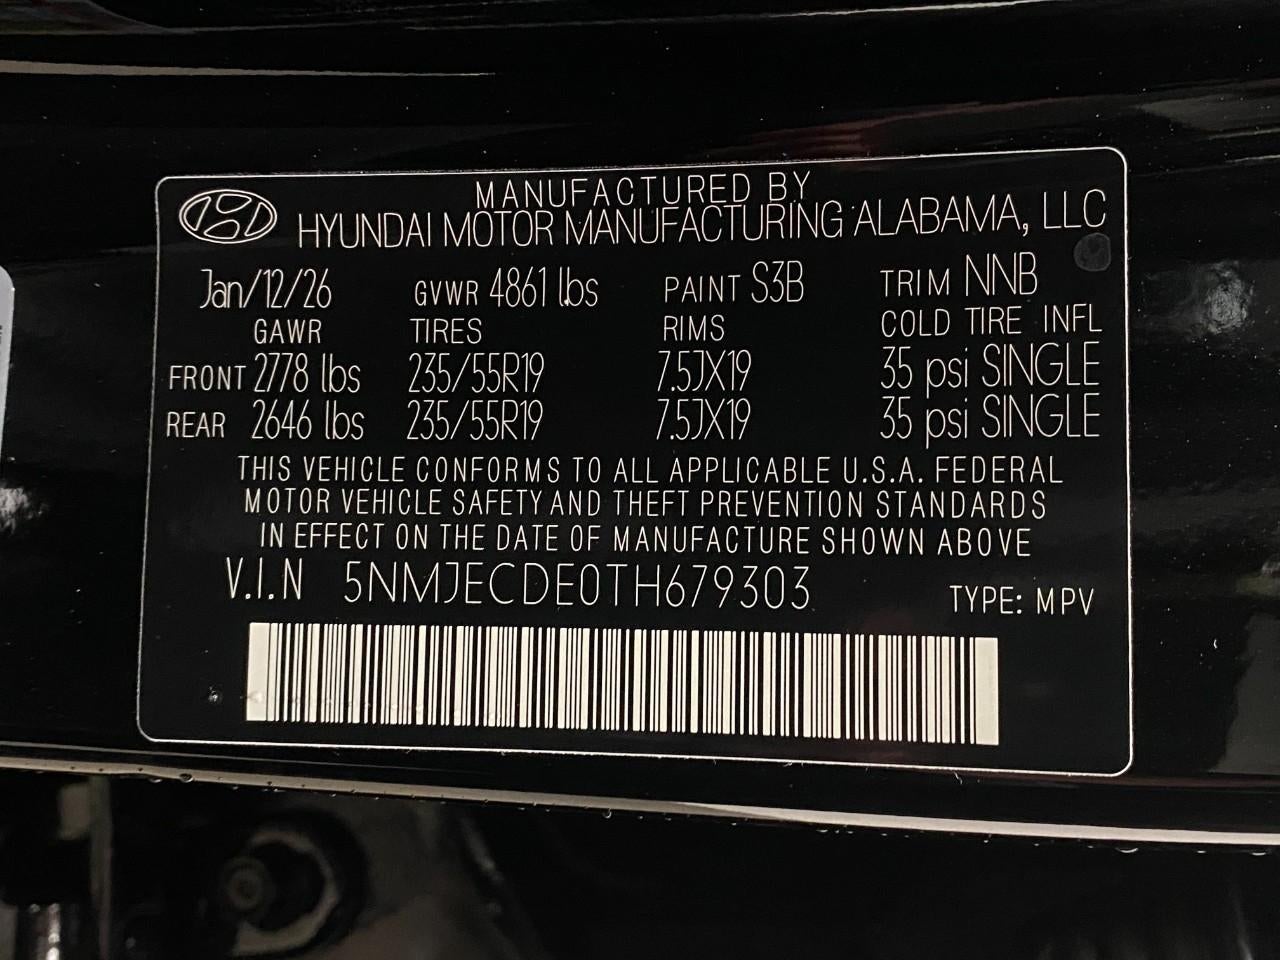 MANUFACTURED BY
HYUNDAI MOTOR MANUFACTURING ALABAMA, LLC
Jan/12/26 GVWR 4861 lbs PAINT S3B TRIM NNB
GAWR TIRES RIMS COLD TIRE INFL
FRONT 2778 lbs 235/55R19 7.5JX19 35 psi SINGLE
REAR 2646 lbs 235/55R19 7.5JX19 35 psi SINGLE
THIS VEHICLE CONFORMS TO ALL APPLICABLE U.S.A. FEDERAL
MOTOR VEHICLE SAFETY AND THEFT PREVENTION STANDARDS
IN EFFECT ON THE DATE OF MANUFACTURE SHOWN ABOVE
V.I.N 5NMJECDE0TH679303 TYPE: MPV